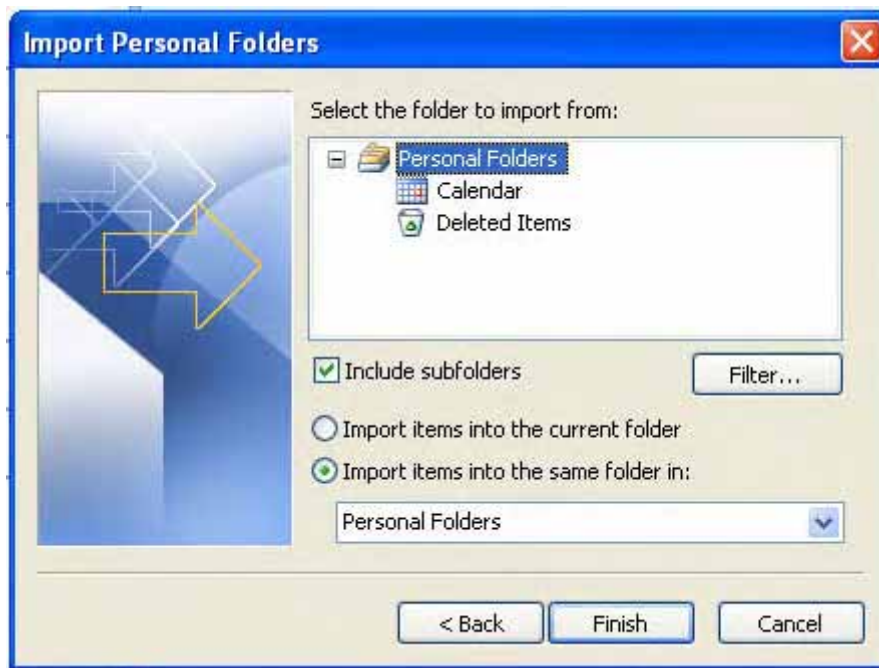 Import Personal Folders
Select the folder to import from:
Personal Folders
Calendar
Deleted Items
Include subfolders
Filter...
Import items into the current folder
Import items into the same folder in:
Personal Folders
< Back Finish Cancel